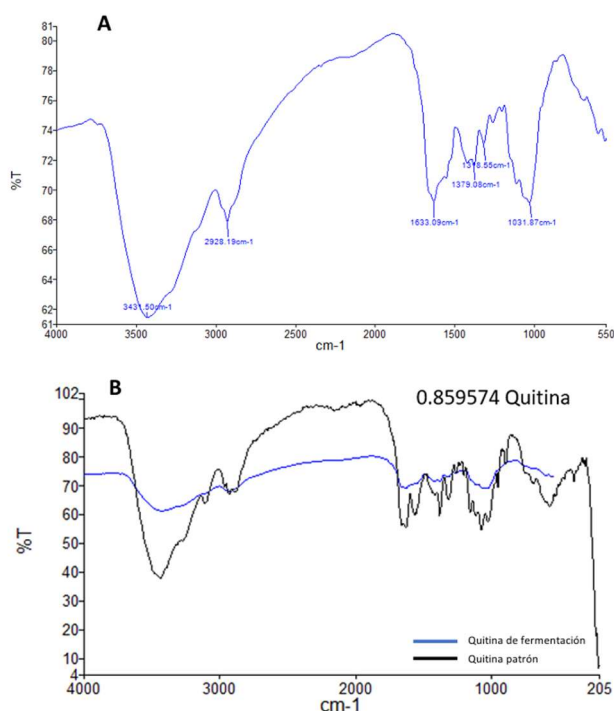 A
81
78
76
74
72
70
68
66
64
62
61
%T
3431.50cm-1
2928.19cm-1
1633.09cm-1
1379.08cm-1
1318.55cm-1
1031.87cm-1
4000
3500
3000
2500
2000
1500
1000
550
cm-1
B
0.859574 Quitina
102
90
80
70
60
50
40
30
20
10
4
%T
Quitina de fermentación
Quitina patrón
4000
3000
2000
1000
205
cm-1